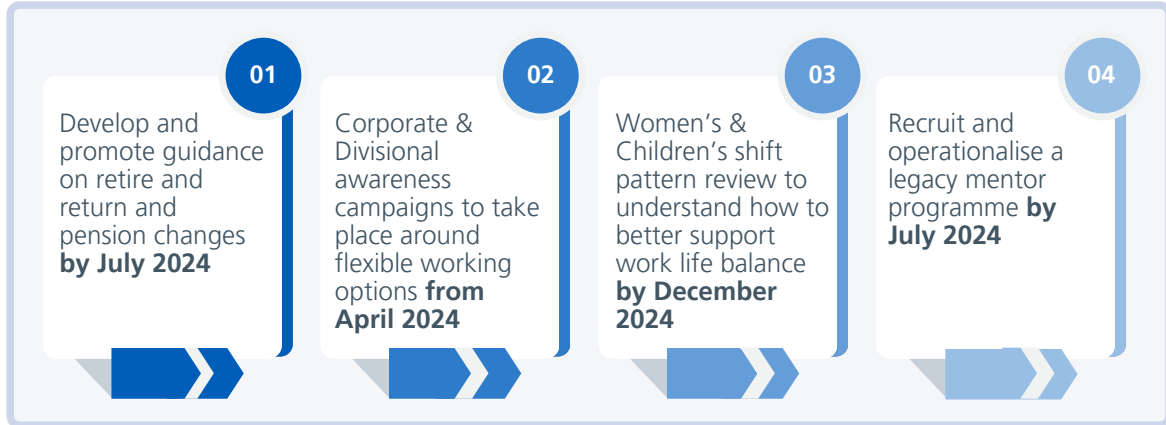 01
Develop and
promote guidance
on retire and
return and
pension changes
by July 2024
02
Corporate &
Divisional
awareness
campaigns to take
place around
flexible working
options from
April 2024
03
Women's &
Children's shift
pattern review to
understand how to
better support
work life balance
by December
2024
04
Recruit and
operationalise a
legacy mentor
programme by
July 2024